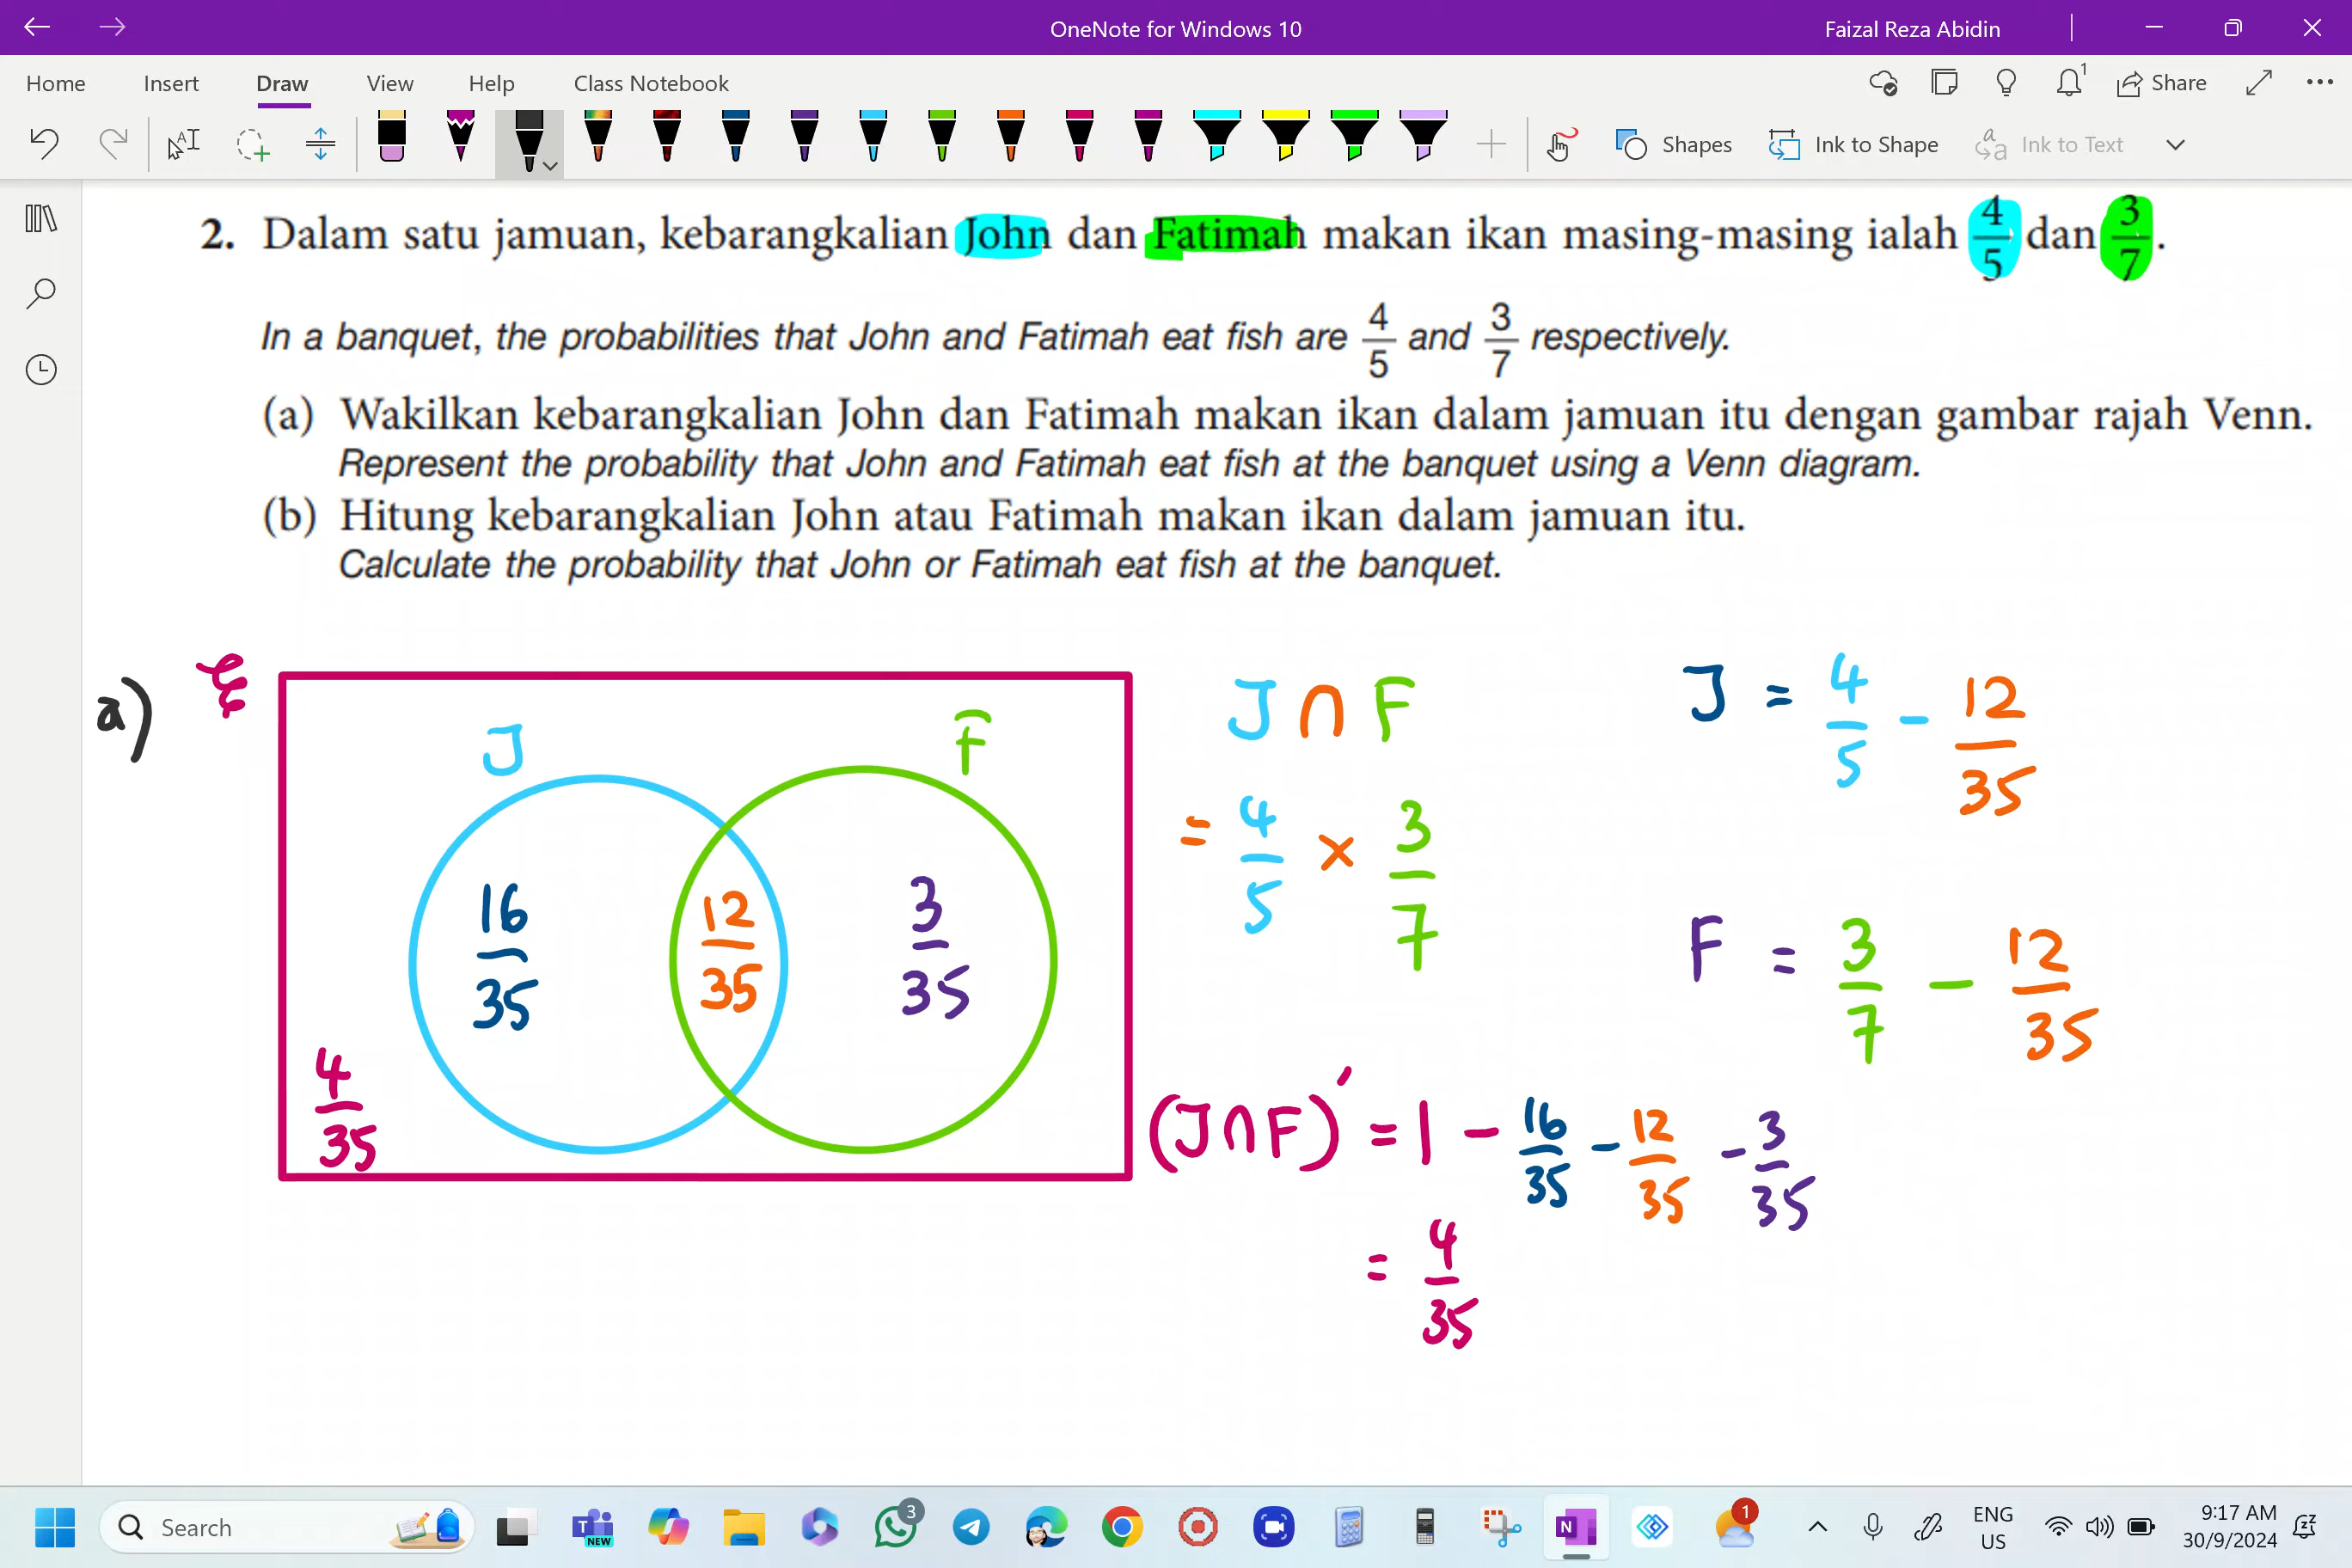 OneNote for Windows 10
Faizal Reza Abidin
Home Insert Draw View Help Class Notebook
1
Share
Shapes
Ink to Shape
Ink to Text
2. Dalam satu jamuan, kebarangkalian John dan Fatimah makan ikan masing-masing ialah 4/5 dan 3/7.
In a banquet, the probabilities that John and Fatimah eat fish are 4/5 and 3/7 respectively.
(a) Wakilkan kebarangkalian John dan Fatimah makan ikan dalam jamuan itu dengan gambar rajah Venn.
Represent the probability that John and Fatimah eat fish at the banquet using a Venn diagram.
(b) Hitung kebarangkalian John atau Fatimah makan ikan dalam jamuan itu.
Calculate the probability that John or Fatimah eat fish at the banquet.
a)
ξ
J
F
16/35
12/35
3/35
4/35
J ∩ F
= 4/5 × 3/7
J = 4/5 - 12/35
F = 3/7 - 12/35
(J∩F)' = 1 - 16/35 - 12/35 - 3/35
= 4/35
Search
NEW
3
1
ENG
US
9:17 AM
30/9/2024